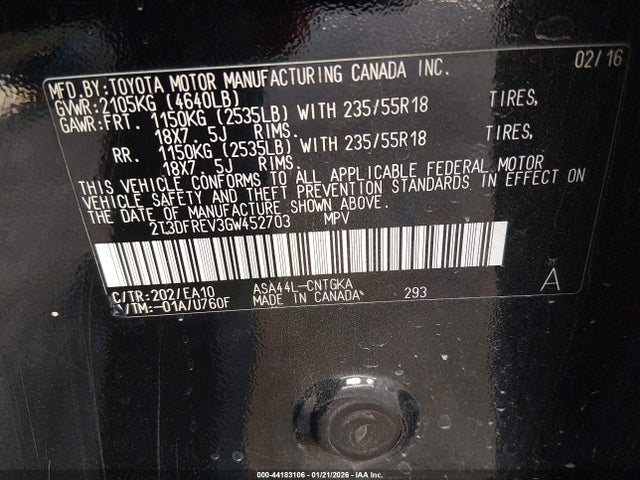 MFD.BY:TOYOTA MOTOR MANUFACTURING CANADA INC. 02/16
GVWR:2105KG (4640LB)
GAWR:FRT. 1150KG (2535LB) WITH 235/55R18 TIRES,
18X7.5J RIMS.
RR. 1150KG (2535LB) WITH 235/55R18 TIRES,
18X7.5J RIMS.
THIS VEHICLE CONFORMS TO ALL APPLICABLE FEDERAL MOTOR
VEHICLE SAFETY AND THEFT PREVENTION STANDARDS IN EFFECT ON
THE DATE OF MANUFACTURE SHOWN ABOVE.
2T3DFREV3GW452703 MPV
C/TR:202/EA10 ASA44L-CNTGKA A
/TM:-01A/U760F MADE IN CANADA 293
000-44183106 - 01/21/2026 - IAA Inc.